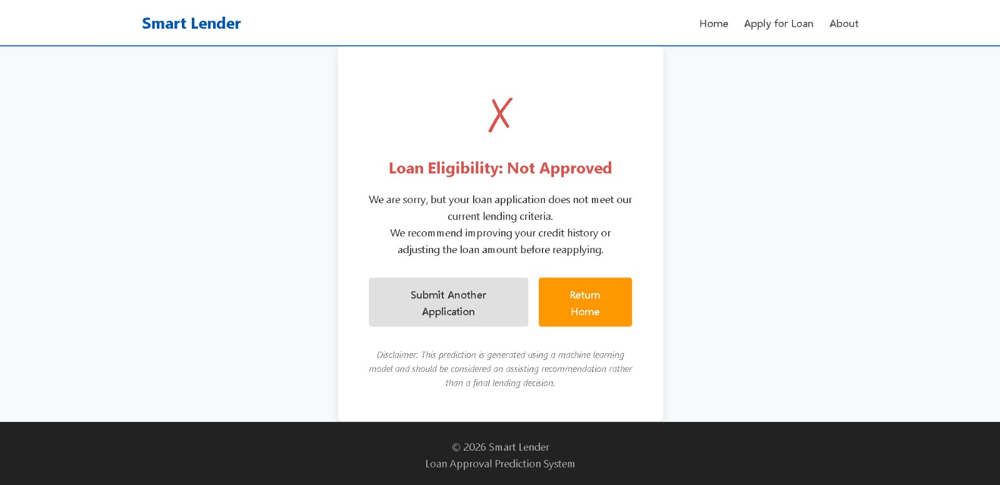 Smart Lender
Home
Apply for Loan
About
✗
Loan Eligibility: Not Approved
We are sorry, but your loan application does not meet our
current lending criteria.
We recommend improving your credit history or
adjusting the loan amount before reapplying.
Submit Another
Application
Return
Home
Disclaimer: This prediction is generated using a machine learning
model and should be considered an assisting recommendation rather
than a final lending decision.
© 2026 Smart Lender
Loan Approval Prediction System